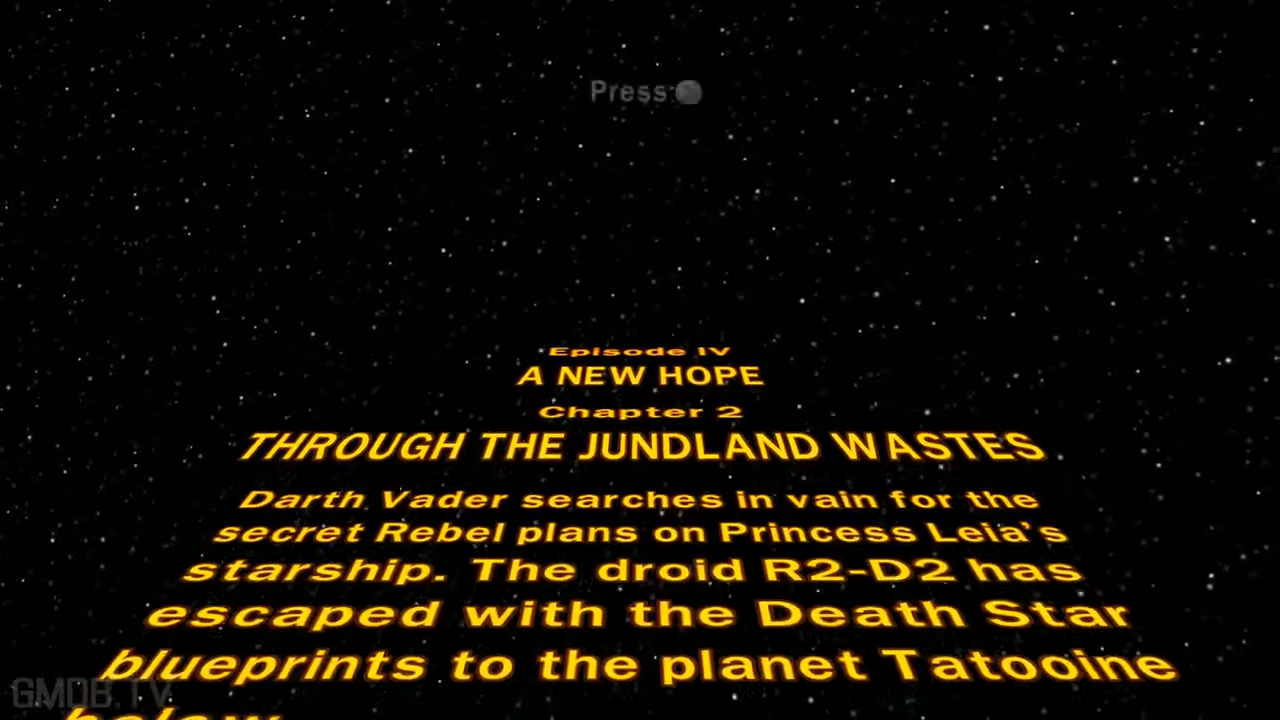 Press
Episode IV
A NEW HOPE
Chapter 2
THROUGH THE JUNDLAND WASTES
Darth Vader searches in vain for the
secret Rebel plans on Princess Leia's
starship. The droid R2-D2 has
escaped with the Death Star
blueprints to the planet Tatooine
below
GMDB.TV